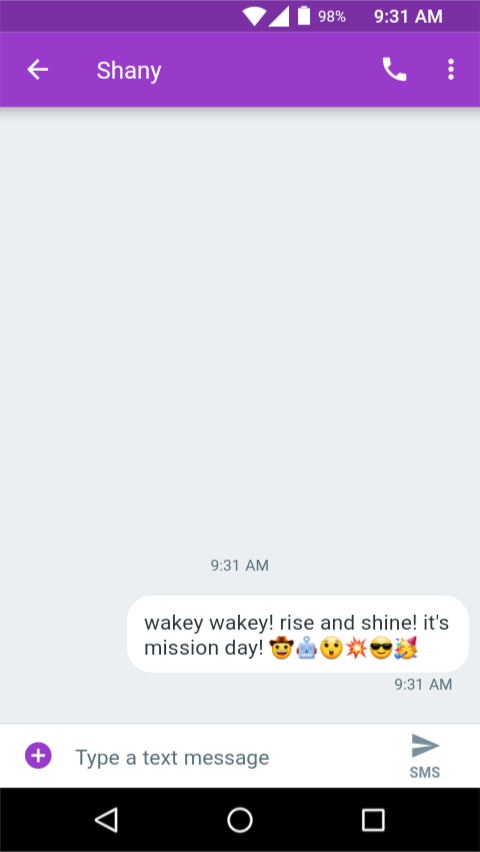 98% 9:31 AM
Shany
9:31 AM
wakey wakey! rise and shine! it's
mission day! 🤠🤖😲💥😎🥳
9:31 AM
Type a text message
SMS